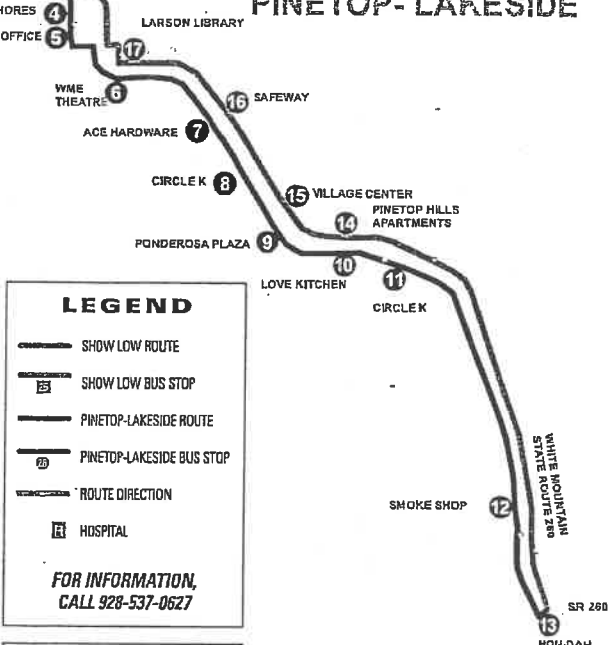 PINETOP-LAKESIDE
HORES 4
OFFICE 5
LARSON LIBRARY
17
WME
THEATRE 6
16 SAFEWAY
ACE HARDWARE 7
CIRCLE K 8
15 VILLAGE CENTER
14 PINETOP HILLS
APARTMENTS
PONDEROSA PLAZA 9
LOVE KITCHEN 10
11
CIRCLE K
LEGEND
SHOW LOW ROUTE
SHOW LOW BUS STOP
PINETOP-LAKESIDE ROUTE
PINETOP-LAKESIDE BUS STOP
ROUTE DIRECTION
H HOSPITAL
FOR INFORMATION,
CALL 928-537-0627
WHITE MOUNTAIN
STATE ROUTE 260
SMOKE SHOP 12
SR 260
13
HON-DAH